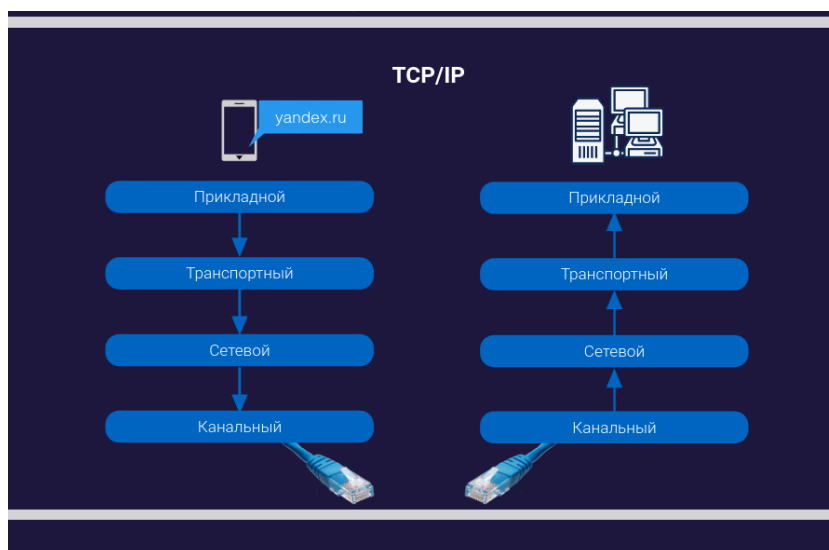 TCP/IP
yandex.ru
Прикладной
Транспортный
Сетевой
Канальный
Прикладной
Транспортный
Сетевой
Канальный